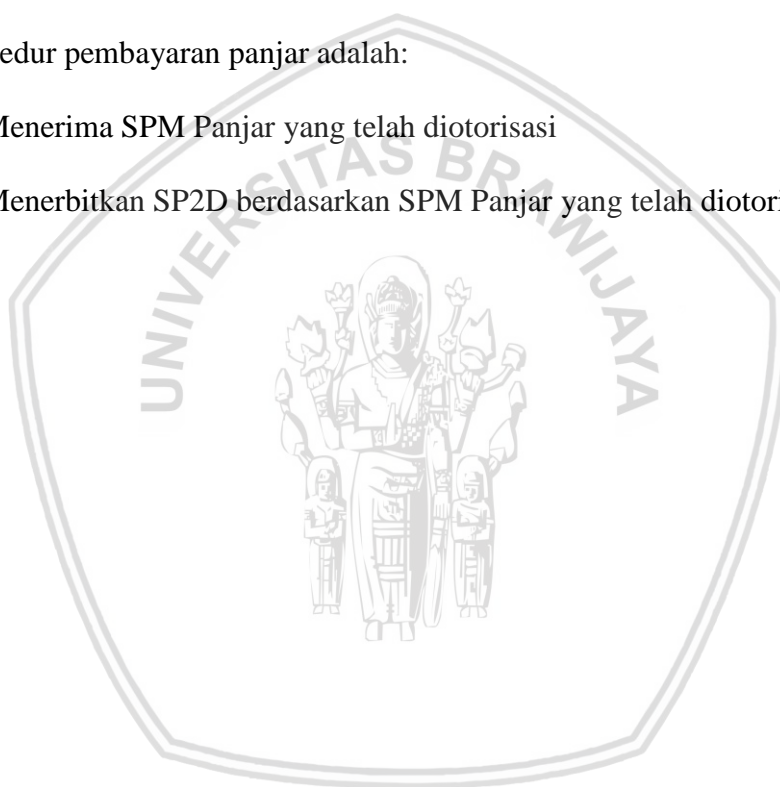 edur pembayaran panjar adalah:
Menerima SPM Panjar yang telah diotorisasi
Menerbitkan SP2D berdasarkan SPM Panjar yang telah diotori
UNIVERSITAS BRAWIJAYA